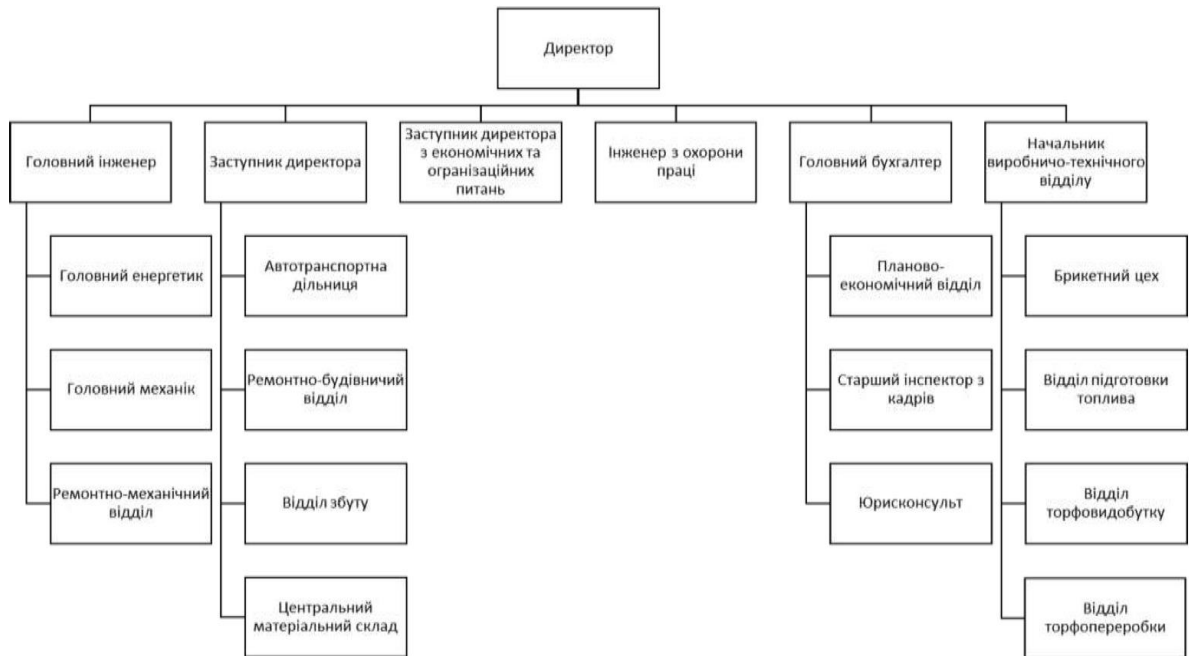 Директор
Головний інженер
Заступник директора
Заступник директора
з економічних та
огранізаційних
питань
Інженер з охорони
праці
Головний бухгалтер
Начальник
виробничо-технічного
відділу
Головний енергетик
Головний механік
Ремонтно-механічний
відділ
Автотранспортна
дільниця
Ремонтно-будівничий
відділ
Відділ збуту
Центральний
матеріальний склад
Планово-
економічний відділ
Старший інспектор з
кадрів
Юрисконсульт
Брикетний цех
Відділ підготовки
топлива
Відділ
торфовидобутку
Відділ
торфопереробки